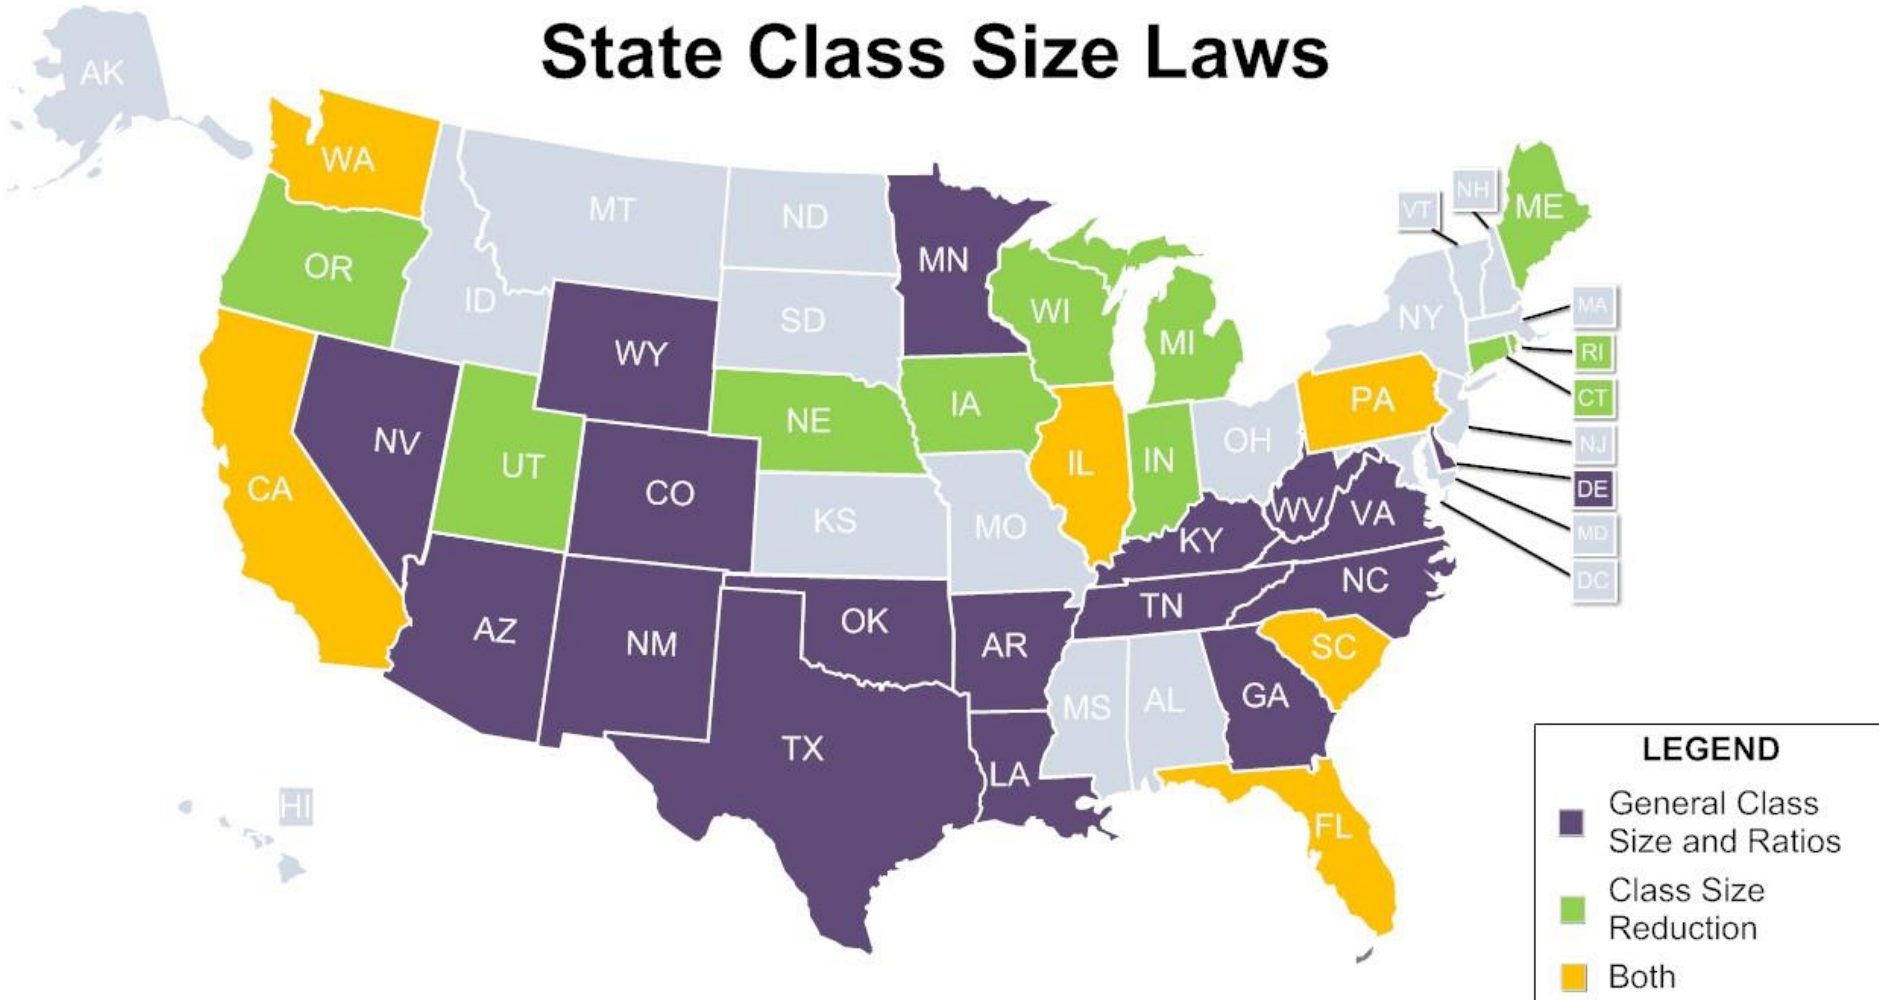 State Class Size Laws
AK
WA
MT
ND
MN
VT
NH
ME
OR
ID
SD
WI
MI
NY
MA
RI
CT
WY
NE
IA
PA
NJ
NV
UT
CO
KS
MO
IL
IN
OH
WV
VA
DE
MD
DC
CA
KY
AZ
NM
OK
AR
TN
NC
SC
TX
LA
MS
AL
GA
FL
HI
LEGEND
General Class
Size and Ratios
Class Size
Reduction
Both